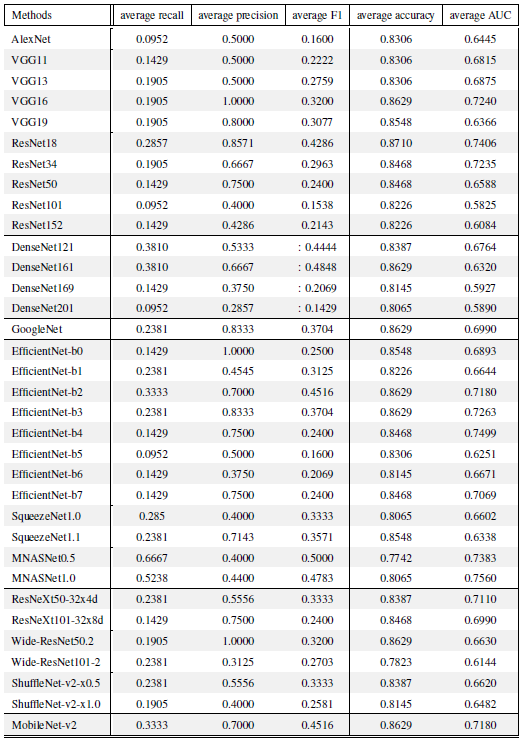 Methods average recall average precision average F1 average accuracy average AUC
AlexNet 0.0952 0.5000 0.1600 0.8306 0.6445
VGG11 0.1429 0.5000 0.2222 0.8306 0.6815
VGG13 0.1905 0.5000 0.2759 0.8306 0.6875
VGG16 0.1905 1.0000 0.3200 0.8629 0.7240
VGG19 0.1905 0.8000 0.3077 0.8548 0.6366
ResNet18 0.2857 0.8571 0.4286 0.8710 0.7406
ResNet34 0.1905 0.6667 0.2963 0.8468 0.7235
ResNet50 0.1429 0.7500 0.2400 0.8468 0.6588
ResNet101 0.0952 0.4000 0.1538 0.8226 0.5825
ResNet152 0.1429 0.4286 0.2143 0.8226 0.6084
DenseNet121 0.3810 0.5333 : 0.4444 0.8387 0.6764
DenseNet161 0.3810 0.6667 : 0.4848 0.8629 0.6320
DenseNet169 0.1429 0.3750 : 0.2069 0.8145 0.5927
DenseNet201 0.0952 0.2857 : 0.1429 0.8065 0.5890
GoogleNet 0.2381 0.8333 0.3704 0.8629 0.6990
EfficientNet-b0 0.1429 1.0000 0.2500 0.8548 0.6893
EfficientNet-b1 0.2381 0.4545 0.3125 0.8226 0.6644
EfficientNet-b2 0.3333 0.7000 0.4516 0.8629 0.7180
EfficientNet-b3 0.2381 0.8333 0.3704 0.8629 0.7263
EfficientNet-b4 0.1429 0.7500 0.2400 0.8468 0.7499
EfficientNet-b5 0.0952 0.5000 0.1600 0.8306 0.6251
EfficientNet-b6 0.1429 0.3750 0.2069 0.8145 0.6671
EfficientNet-b7 0.1429 0.7500 0.2400 0.8468 0.7069
SqueezeNet1.0 0.285 0.4000 0.3333 0.8065 0.6602
SqueezeNet1.1 0.2381 0.7143 0.3571 0.8548 0.6338
MNASNet0.5 0.6667 0.4000 0.5000 0.7742 0.7383
MNASNet1.0 0.5238 0.4400 0.4783 0.8065 0.7560
ResNeXt50-32x4d 0.2381 0.5556 0.3333 0.8387 0.7110
ResNeXt101-32x8d 0.1429 0.7500 0.2400 0.8468 0.6990
Wide-ResNet50.2 0.1905 1.0000 0.3200 0.8629 0.6630
Wide-ResNet101-2 0.2381 0.3125 0.2703 0.7823 0.6144
ShuffleNet-v2-x0.5 0.2381 0.5556 0.3333 0.8387 0.6620
ShuffleNet-v2-x1.0 0.1905 0.4000 0.2581 0.8145 0.6482
MobileNet-v2 0.3333 0.7000 0.4516 0.8629 0.7180